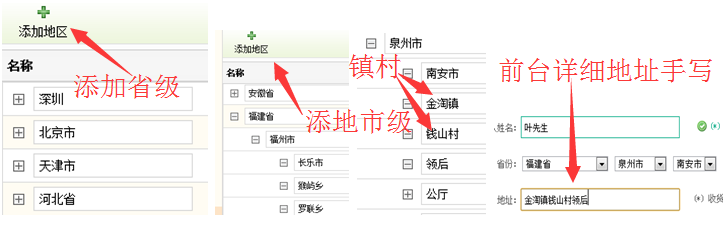 添加地区
名称
添加省级
深圳
北京市
天津市
河北省
添加地区
名称
安徽省
福建省
添地市级
福州市
长乐市
猴屿乡
罗联乡
泉州市
镇村
南安市
金淘镇
钱山村
领后
公厅
前台详细地址手写
人姓名: 叶先生 (*)
省份: 福建省 泉州市 南安市
地址: 金淘镇钱山村领后 (*) 收货